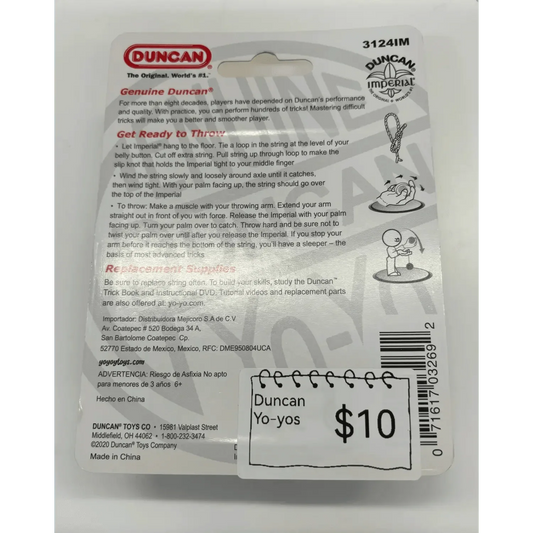 DUNCAN®
The Original. World's #1.™
3124IM
DUNCAN®
IMPERIAL
Genuine Duncan®
For more than eight decades, players have depended on Duncan's performance
and quality. With practice, you can perform hundreds of tricks! Mastering difficult
tricks will make you a better and smoother player.
Get Ready to Throw
• Let Imperial® hang to the floor. Tie a loop in the string at the level of your
belly button. Cut off extra string. Pull string up through loop to make the
slip knot that holds the Imperial tight to your middle finger
• Wind the string slowly and loosely around axle until it catches,
then wind tight. With your palm facing up, the string should go over
the top of the Imperial
• To throw: Make a muscle with your throwing arm. Extend your arm
straight out in front of you with force. Release the Imperial with your palm
facing up. Turn your palm over to catch. Throw hard and be sure not to
twist your palm over until after you release the Imperial. If you stop your
arm before it reaches the bottom of the string, you'll have a sleeper – the
basis of most advanced tricks
Replacement Supplies
Be sure to replace string often. To build your skills, study the Duncan™
Trick Book and instructional DVD. Tutorial videos and replacement parts
are also offered at: yo-yo.com.
Importador: Distribuidora Mejicoro S.A de C.V.
Av. Coatepec # 520 Bodega 34 A,
San Bartolome Coatepec Cp.
52770 Estado de Mexico, Mexico, RFC: DME950804UCA
yoyoytoys.com
ADVERTENCIA: Riesgo de Asfixia No apto
para menores de 3 años 6+
Hecho en China
DUNCAN® TOYS CO • 15981 Valplast Street
Middlefield, OH 44062 • 1-800-232-3474
©2020 Duncan® Toys Company
Made in China
Duncan
Yo-yos
$10
0 71617 03269 2